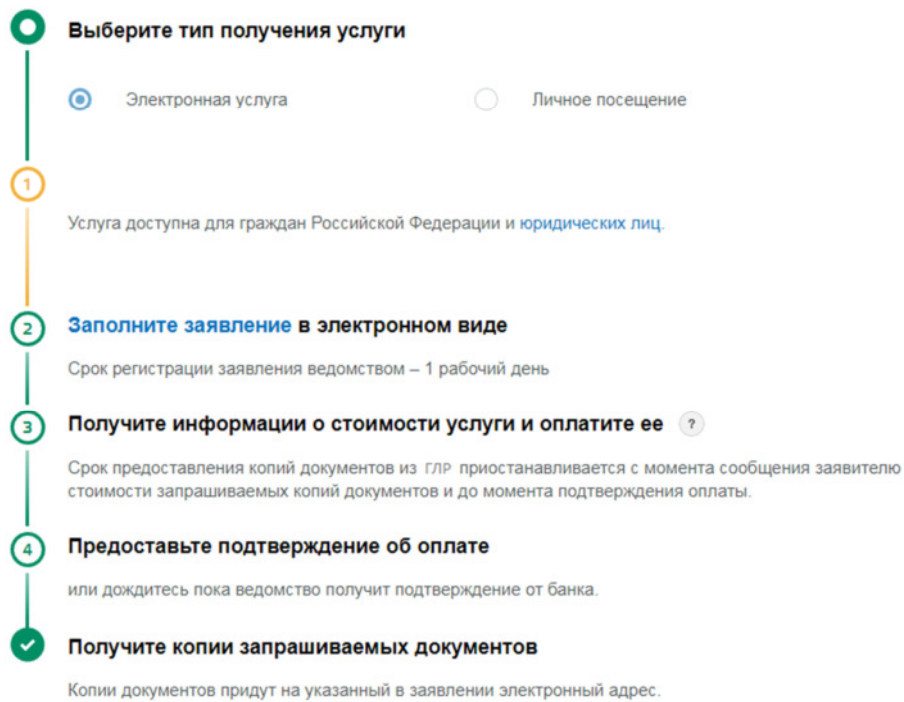 Выберите тип получения услуги
Электронная услуга
Личное посещение
1
Услуга доступна для граждан Российской Федерации и юридических лиц.
2
Заполните заявление в электронном виде
Срок регистрации заявления ведомством – 1 рабочий день
3
Получите информации о стоимости услуги и оплатите ее ?
Срок предоставления копий документов из ГЛР приостанавливается с момента сообщения заявителю
стоимости запрашиваемых копий документов и до момента подтверждения оплаты.
4
Предоставьте подтверждение об оплате
или дождитесь пока ведомство получит подтверждение от банка.
Получите копии запрашиваемых документов
Копии документов придут на указанный в заявлении электронный адрес.